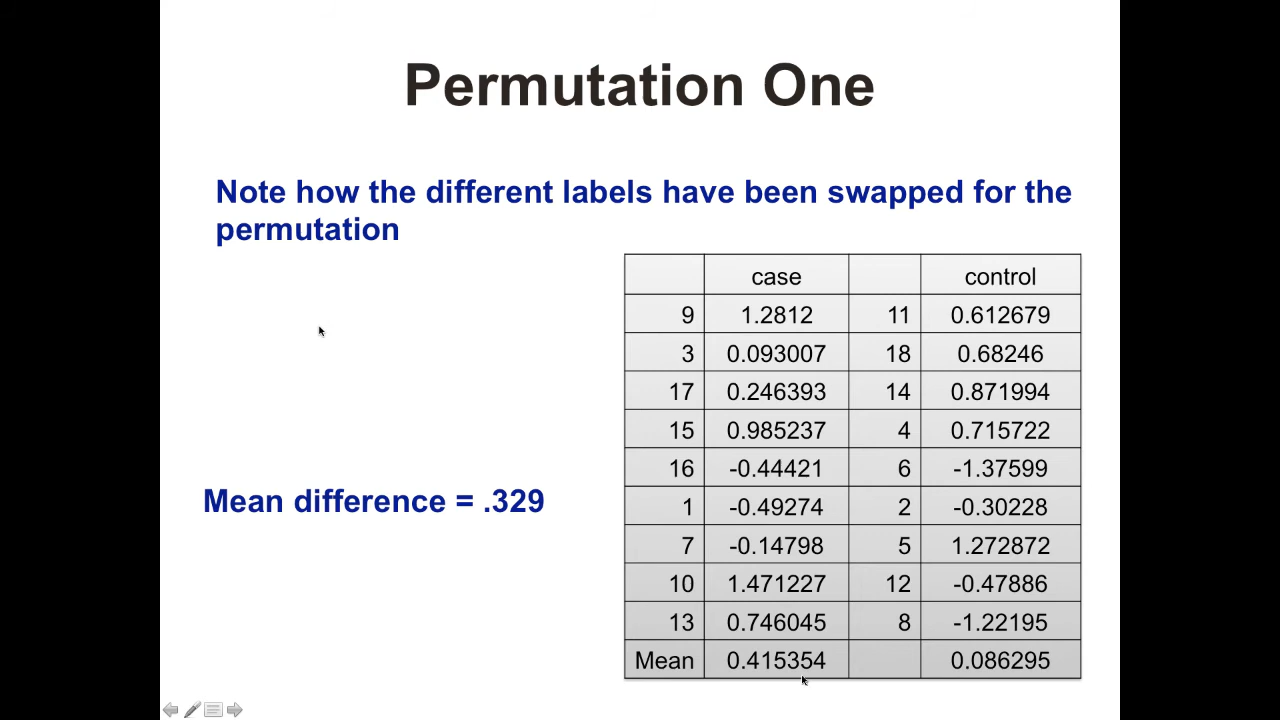 Permutation One
Note how the different labels have been swapped for the
permutation
case control
9 1.2812 11 0.612679
3 0.093007 18 0.68246
17 0.246393 14 0.871994
15 0.985237 4 0.715722
16 -0.44421 6 -1.37599
1 -0.49274 2 -0.30228
Mean difference = .329
7 -0.14798 5 1.272872
10 1.471227 12 -0.47886
13 0.746045 8 -1.22195
Mean 0.415354 0.086295